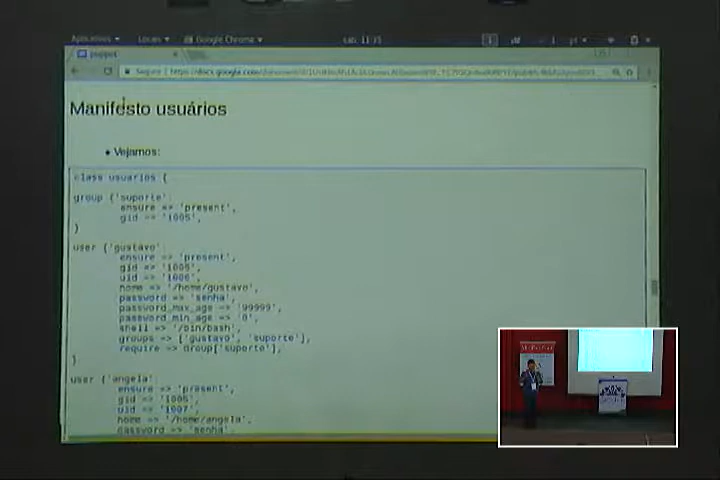 Aplicativos
Locais
Google Chrome
puppet
Seguro
Manifesto usuários
• Vejamos:
class usuarios {
group {'suporte':
ensure => 'present',
gid => '1005',
}
user {'gustavo':
ensure => 'present',
gid => '1005',
uid => '1006',
home => '/home/gustavo',
password => 'senha',
password_max_age => '99999',
password_min_age => '0',
shell => '/bin/bash',
groups => ['gustavo', 'suporte'],
require => Group['suporte'],
}
user {'angela':
ensure => 'present',
gid => '1005',
uid => '1007',
home => '/home/angela',
password => 'senha',